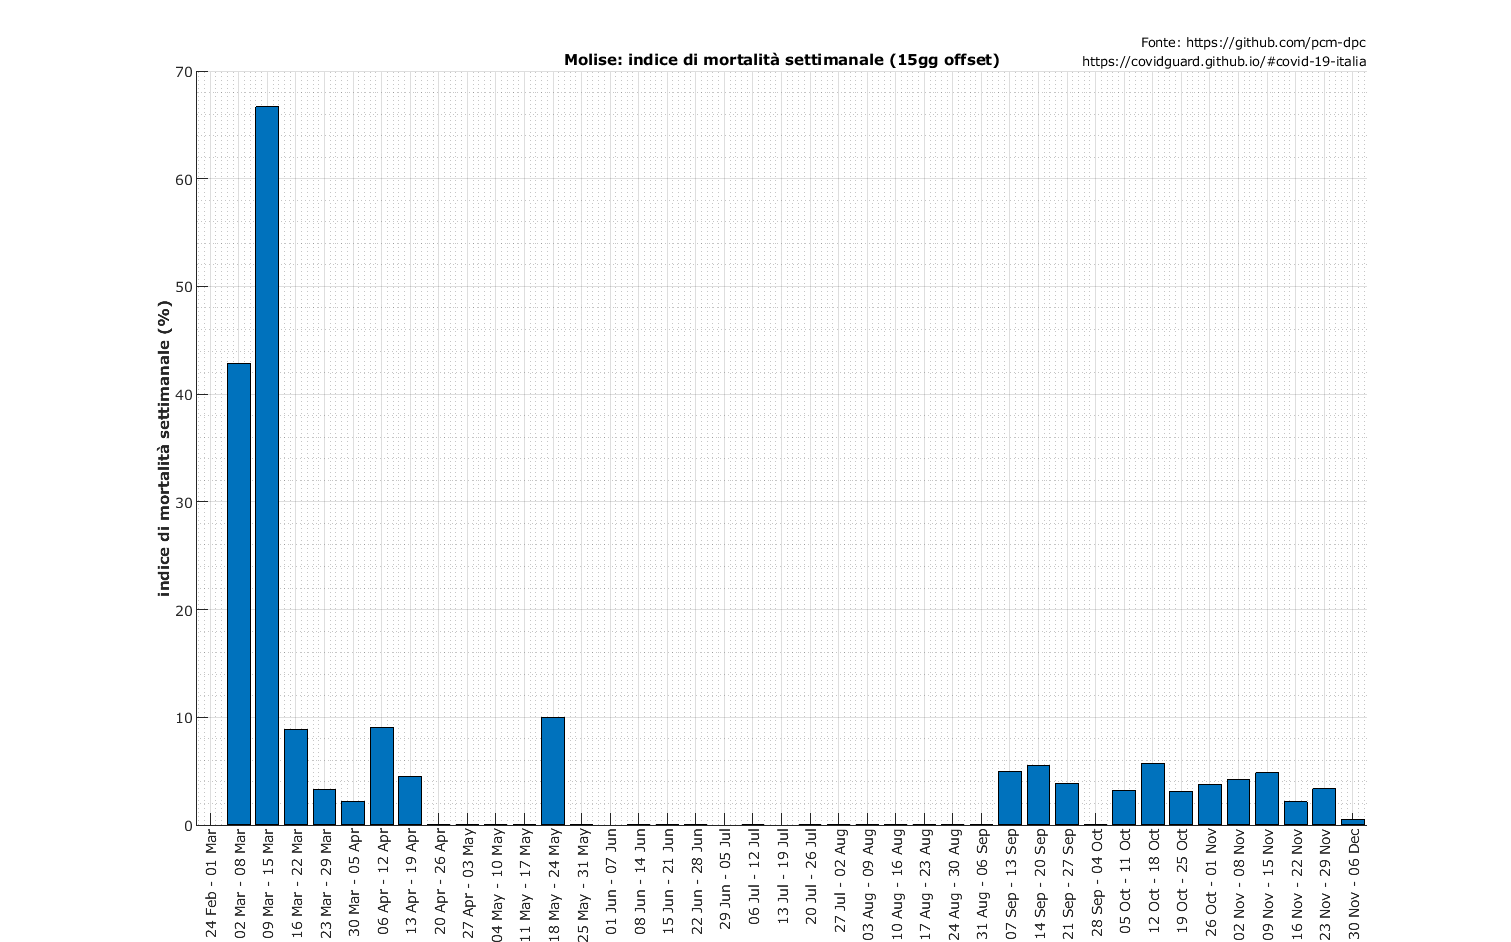 Fonte: https://github.com/pcm-dpc
Molise: indice di mortalità settimanale (15gg offset)
https://covidguard.github.io/#covid-19-italia
indice di mortalità settimanale (%)
70
60
50
40
30
20
10
0
24 Feb - 01 Mar
02 Mar - 08 Mar
09 Mar - 15 Mar
16 Mar - 22 Mar
23 Mar - 29 Mar
30 Mar - 05 Apr
06 Apr - 12 Apr
13 Apr - 19 Apr
20 Apr - 26 Apr
27 Apr - 03 May
04 May - 10 May
11 May - 17 May
18 May - 24 May
25 May - 31 May
01 Jun - 07 Jun
08 Jun - 14 Jun
15 Jun - 21 Jun
22 Jun - 28 Jun
29 Jun - 05 Jul
06 Jul - 12 Jul
13 Jul - 19 Jul
20 Jul - 26 Jul
27 Jul - 02 Aug
03 Aug - 09 Aug
10 Aug - 16 Aug
17 Aug - 23 Aug
24 Aug - 30 Aug
31 Aug - 06 Sep
07 Sep - 13 Sep
14 Sep - 20 Sep
21 Sep - 27 Sep
28 Sep - 04 Oct
05 Oct - 11 Oct
12 Oct - 18 Oct
19 Oct - 25 Oct
26 Oct - 01 Nov
02 Nov - 08 Nov
09 Nov - 15 Nov
16 Nov - 22 Nov
23 Nov - 29 Nov
30 Nov - 06 Dec